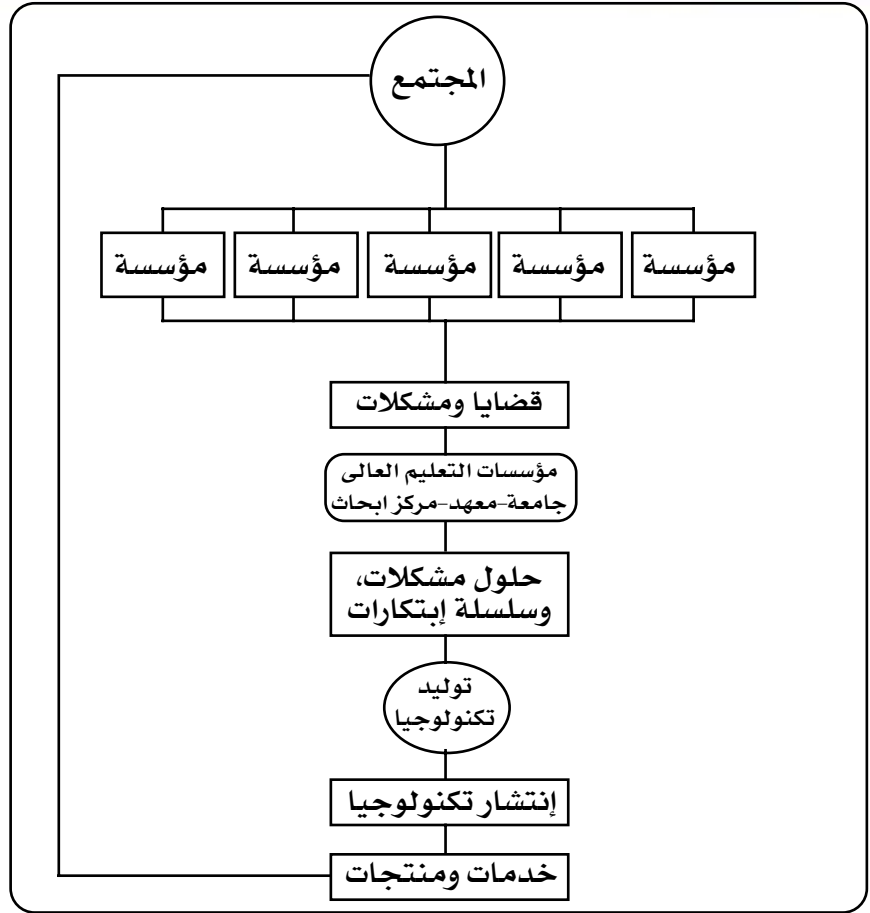 المجتمع
مؤسسة مؤسسة مؤسسة مؤسسة مؤسسة
قضايا ومشكلات
مؤسسات التعليم العالى
جامعة-معهد-مركز ابحاث
حلول مشكلات،
وسلسلة إبتكارات
توليد
تكنولوجيا
إنتشار تكنولوجيا
خدمات ومنتجات